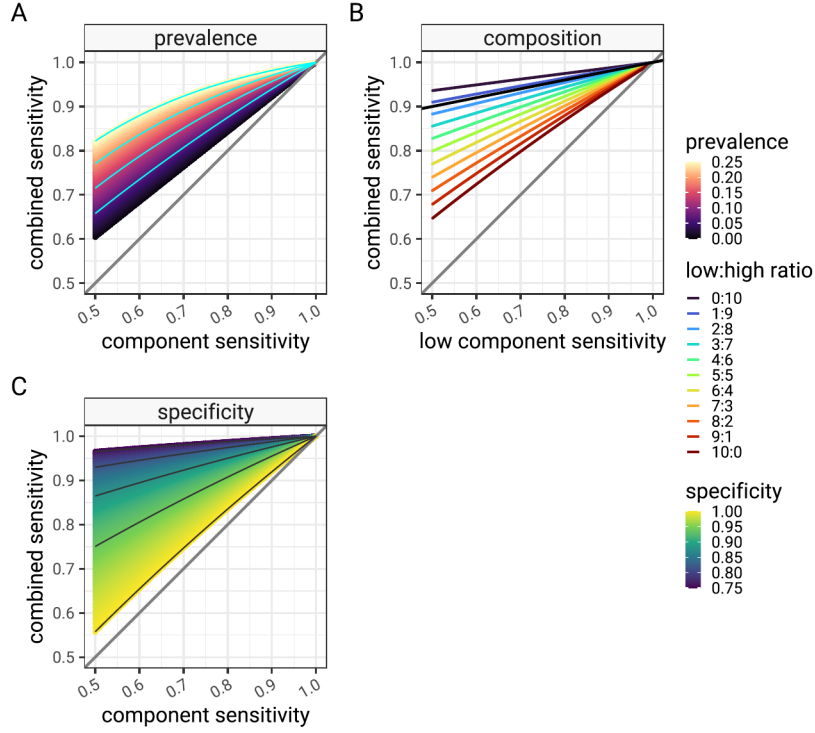 A
prevalence
1.0
0.9
0.8
0.7
0.6
0.5
combined sensitivity
0.5 0.6 0.7 0.8 0.9 1.0
component sensitivity
B
composition
1.0
0.9
0.8
0.7
0.6
0.5
combined sensitivity
0.5 0.6 0.7 0.8 0.9 1.0
low component sensitivity
C
specificity
1.0
0.9
0.8
0.7
0.6
0.5
combined sensitivity
0.5 0.6 0.7 0.8 0.9 1.0
component sensitivity
prevalence
0.25
0.20
0.15
0.10
0.05
0.00
low:high ratio
0:10
1:9
2:8
3:7
4:6
5:5
6:4
7:3
8:2
9:1
10:0
specificity
1.00
0.95
0.90
0.85
0.80
0.75